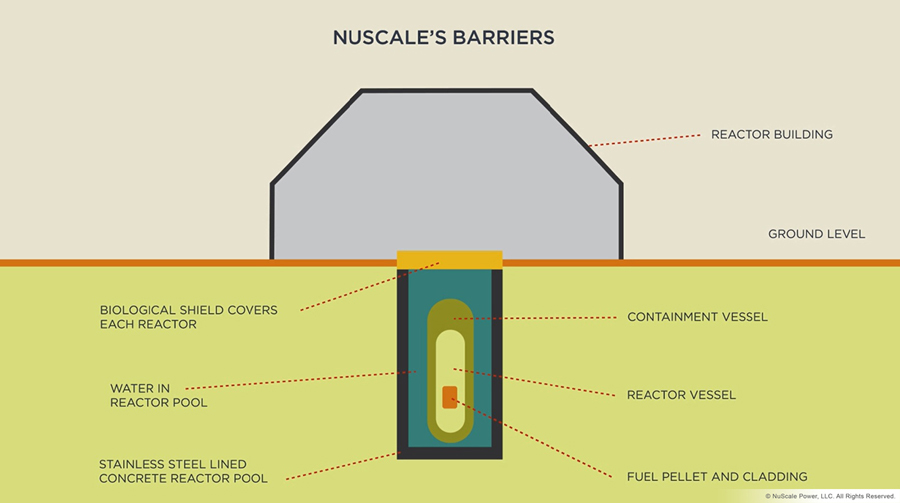 NUSCALE'S BARRIERS
REACTOR BUILDING
GROUND LEVEL
BIOLOGICAL SHIELD COVERS
EACH REACTOR
CONTAINMENT VESSEL
WATER IN
REACTOR POOL
REACTOR VESSEL
STAINLESS STEEL LINED
CONCRETE REACTOR POOL
FUEL PELLET AND CLADDING
© NuScale Power, LLC. All Rights Reserved.